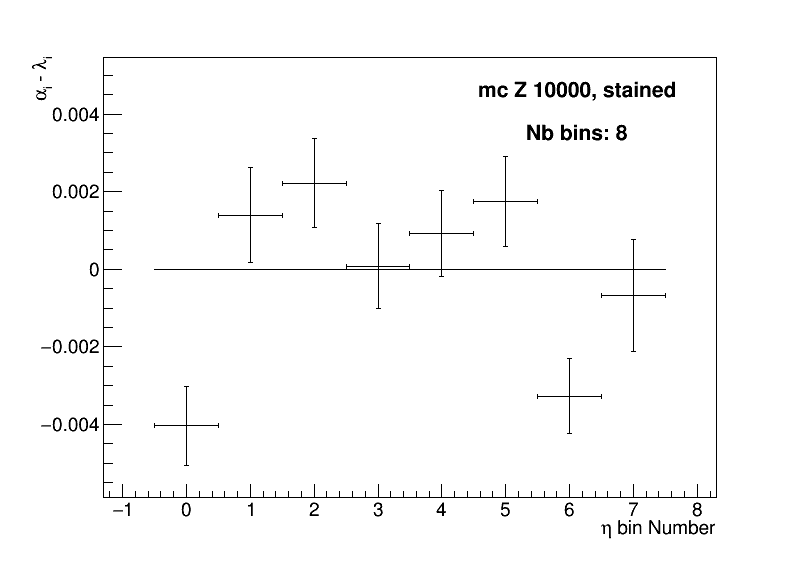 αᵢ - λᵢ
mc Z 10000, stained
Nb bins: 8
0.004
0.002
0
−0.002
−0.004
−1 0 1 2 3 4 5 6 7 8
η bin Number